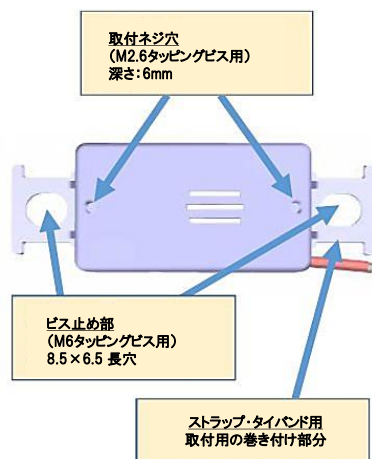 取付ネジ穴
(M2.6タッピングビス用)
深さ:6mm
ビス止め部
(M6タッピングビス用)
8.5×6.5 長穴
ストラップ・タイバンド用
取付用の巻き付け部分